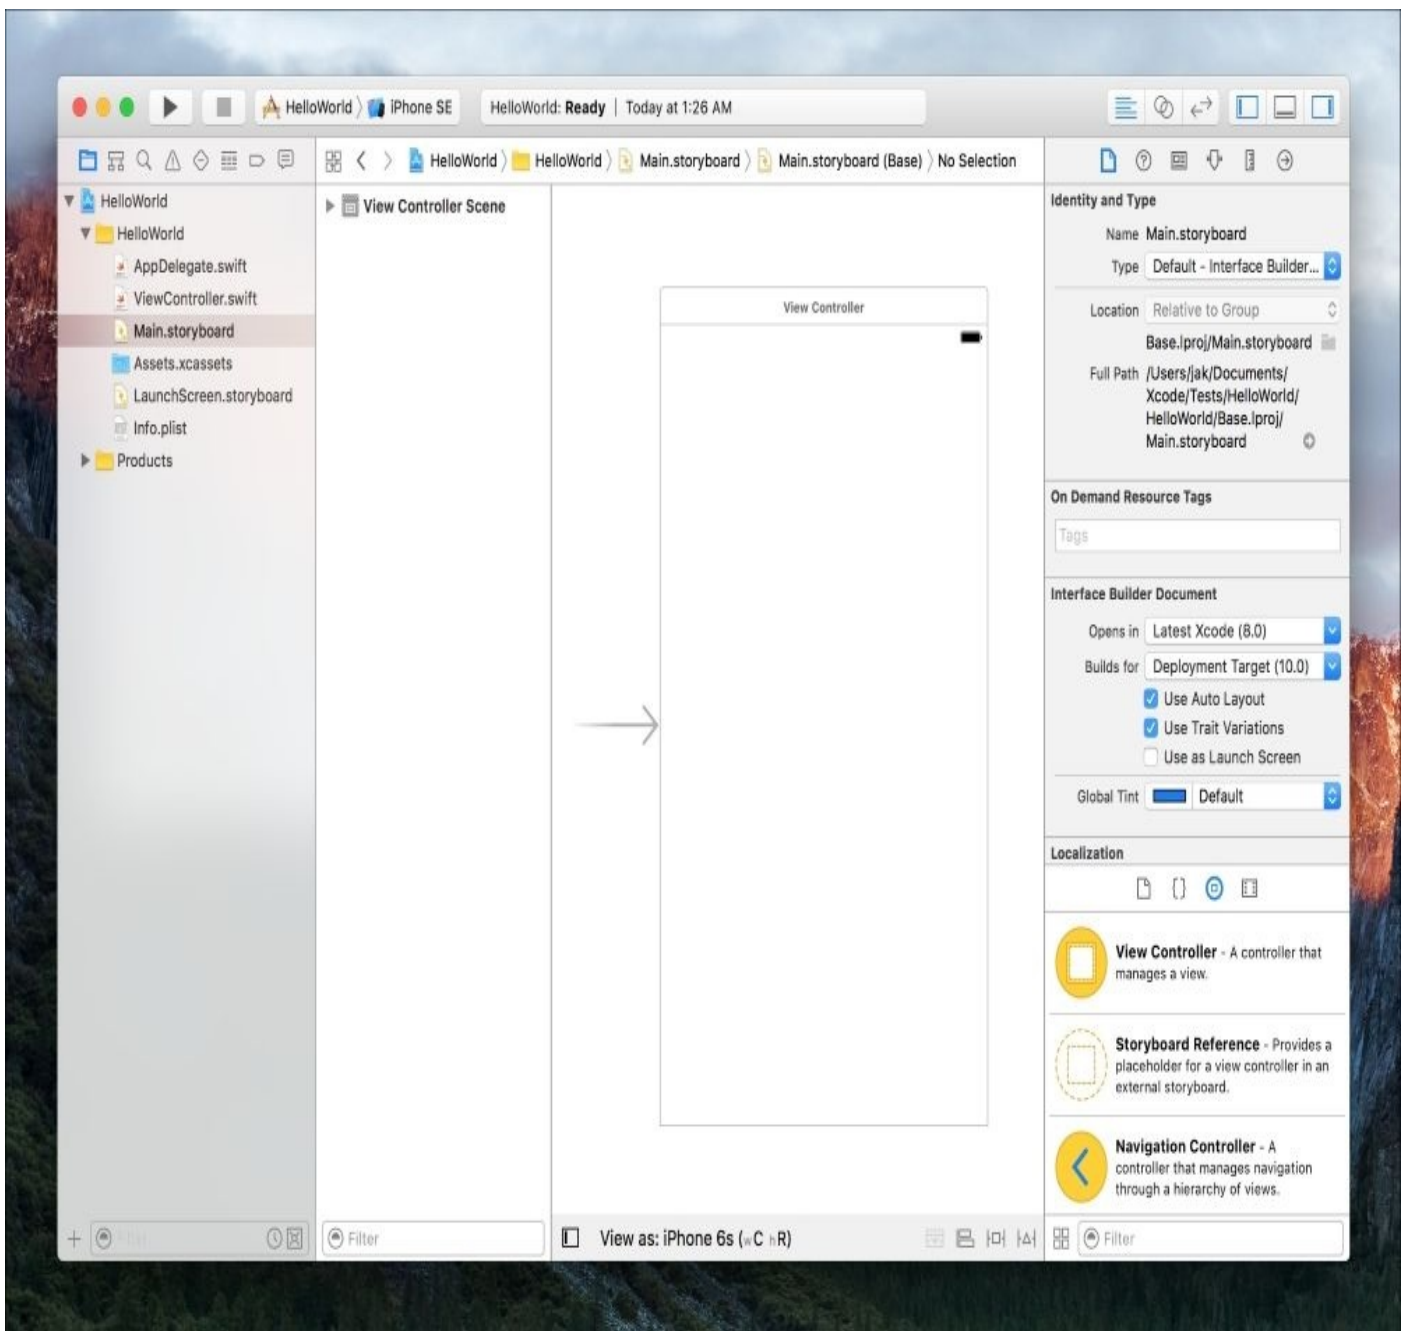 HelloWorld 〉 iPhone SE
HelloWorld: Ready | Today at 1:26 AM
HelloWorld 〉 HelloWorld 〉 Main.storyboard 〉 Main.storyboard (Base) 〉 No Selection
HelloWorld
HelloWorld
AppDelegate.swift
ViewController.swift
Main.storyboard
Assets.xcassets
LaunchScreen.storyboard
Info.plist
Products
Filter
View Controller Scene
Filter
View Controller
View as: iPhone 6s (wC hR)
Identity and Type
Name Main.storyboard
Type Default - Interface Builder...
Location Relative to Group
Base.lproj/Main.storyboard
Full Path /Users/jak/Documents/
Xcode/Tests/HelloWorld/
HelloWorld/Base.lproj/
Main.storyboard
On Demand Resource Tags
Tags
Interface Builder Document
Opens in Latest Xcode (8.0)
Builds for Deployment Target (10.0)
Use Auto Layout
Use Trait Variations
Use as Launch Screen
Global Tint Default
Localization
View Controller - A controller that
manages a view.
Storyboard Reference - Provides a
placeholder for a view controller in an
external storyboard.
Navigation Controller - A
controller that manages navigation
through a hierarchy of views.
Filter